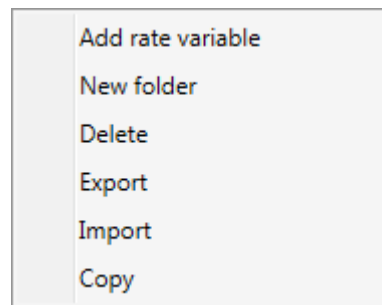 Add rate variable
New folder
Delete
Export
Import
Copy